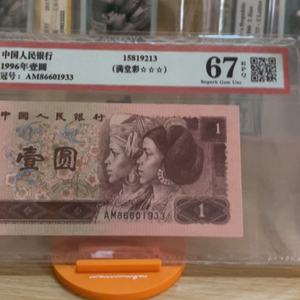 中国人民银行
1996年壹圆
冠号: AM86601933
15819213
(满堂彩☆☆☆)
67 EPQ
Superb Gem Unc
中国人民银行
1
壹圆
AM86601933
1